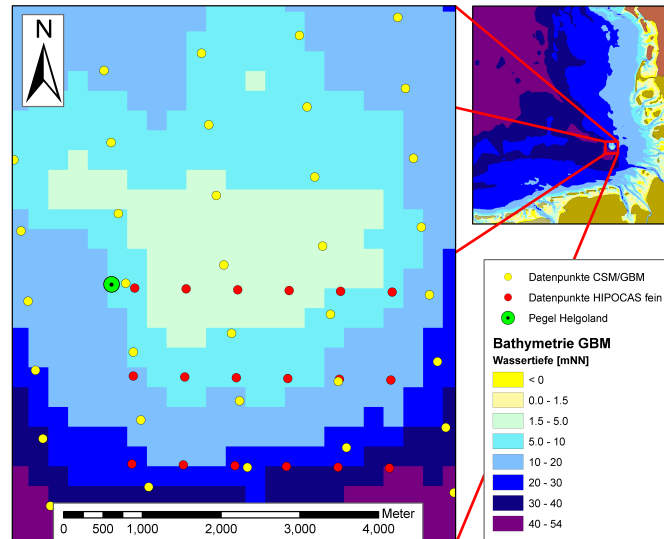 N
Datenpunkte CSM/GBM
Datenpunkte HIPOCAS fein
Pegel Helgoland
Bathymetrie GBM
Wassertiefe [mNN]
< 0
0.0 - 1.5
1.5 - 5.0
5.0 - 10
10 - 20
20 - 30
30 - 40
40 - 54
Meter
0 500 1,000 2,000 3,000 4,000